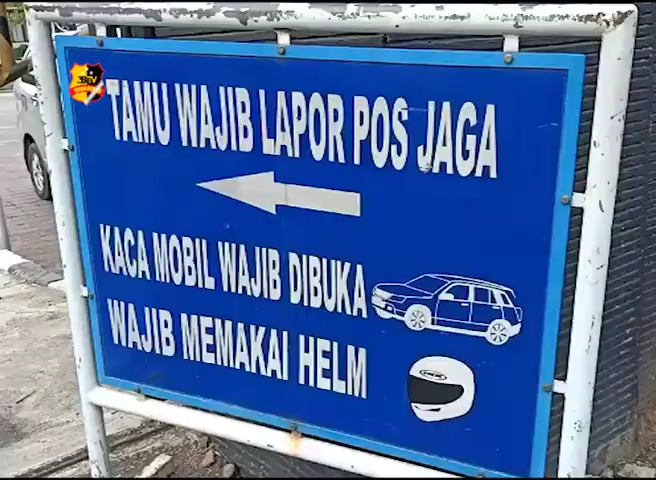 TAMU WAJIB LAPOR POS JAGA
KACA MOBIL WAJIB DIBUKA
WAJIB MEMAKAI HELM